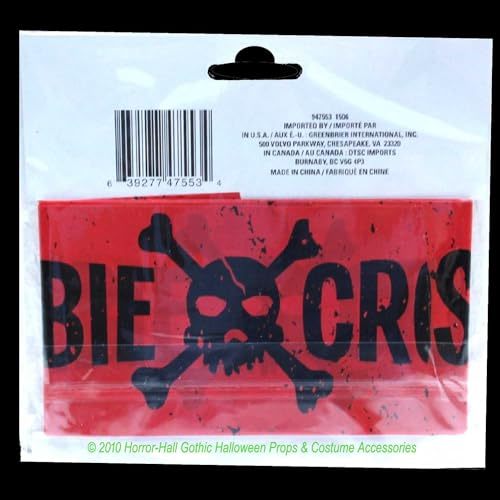 947553 1506
IMPORTED BY / IMPORTÉ PAR
IN U.S.A. / AUX É.-U. : GREENBRIER INTERNATIONAL, INC.
500 VOLVO PARKWAY, CHESAPEAKE, VA 23320
IN CANADA / AU CANADA : DTSC IMPORTS
BURNABY, BC V5G 4P3
MADE IN CHINA / FABRIQUÉ EN CHINE
6 39277 47553 4
BIE CRIS
© 2010 Horror-Hall Gothic Halloween Props & Costume Accessories